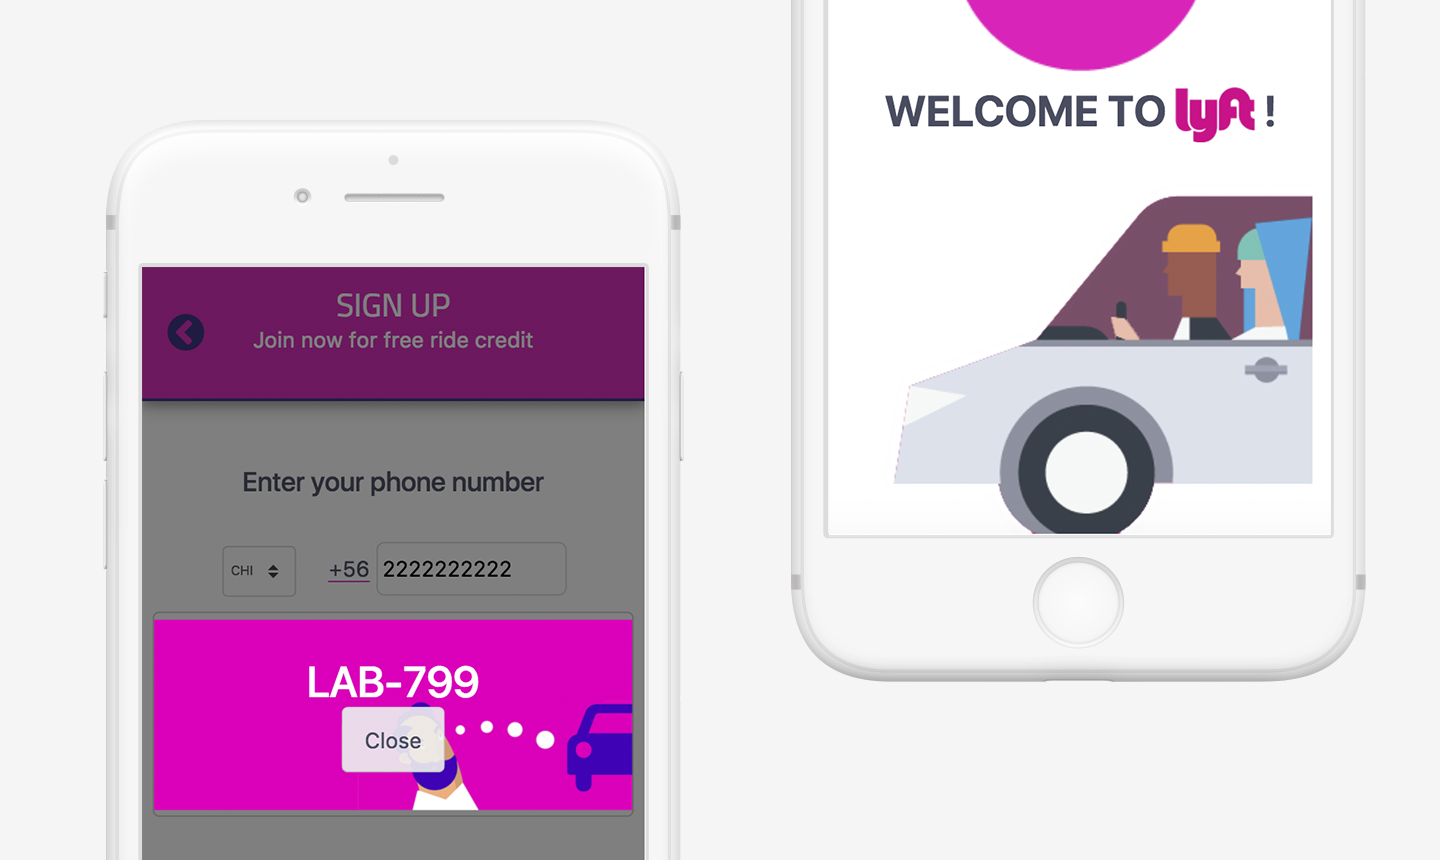 WELCOME TO lyft !
SIGN UP
Join now for free ride credit
Enter your phone number
CHI +56 2222222222
LAB-799
Close